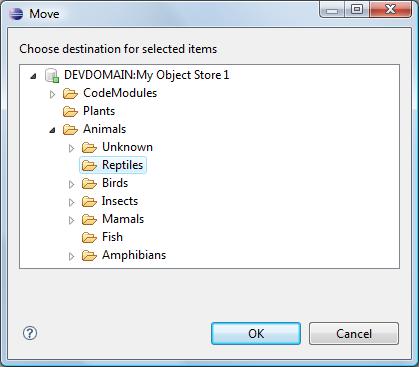 Move
Choose destination for selected items
DEVDOMAIN:My Object Store 1
CodeModules
Plants
Animals
Unknown
Reptiles
Birds
Insects
Mamals
Fish
Amphibians
?
OK
Cancel